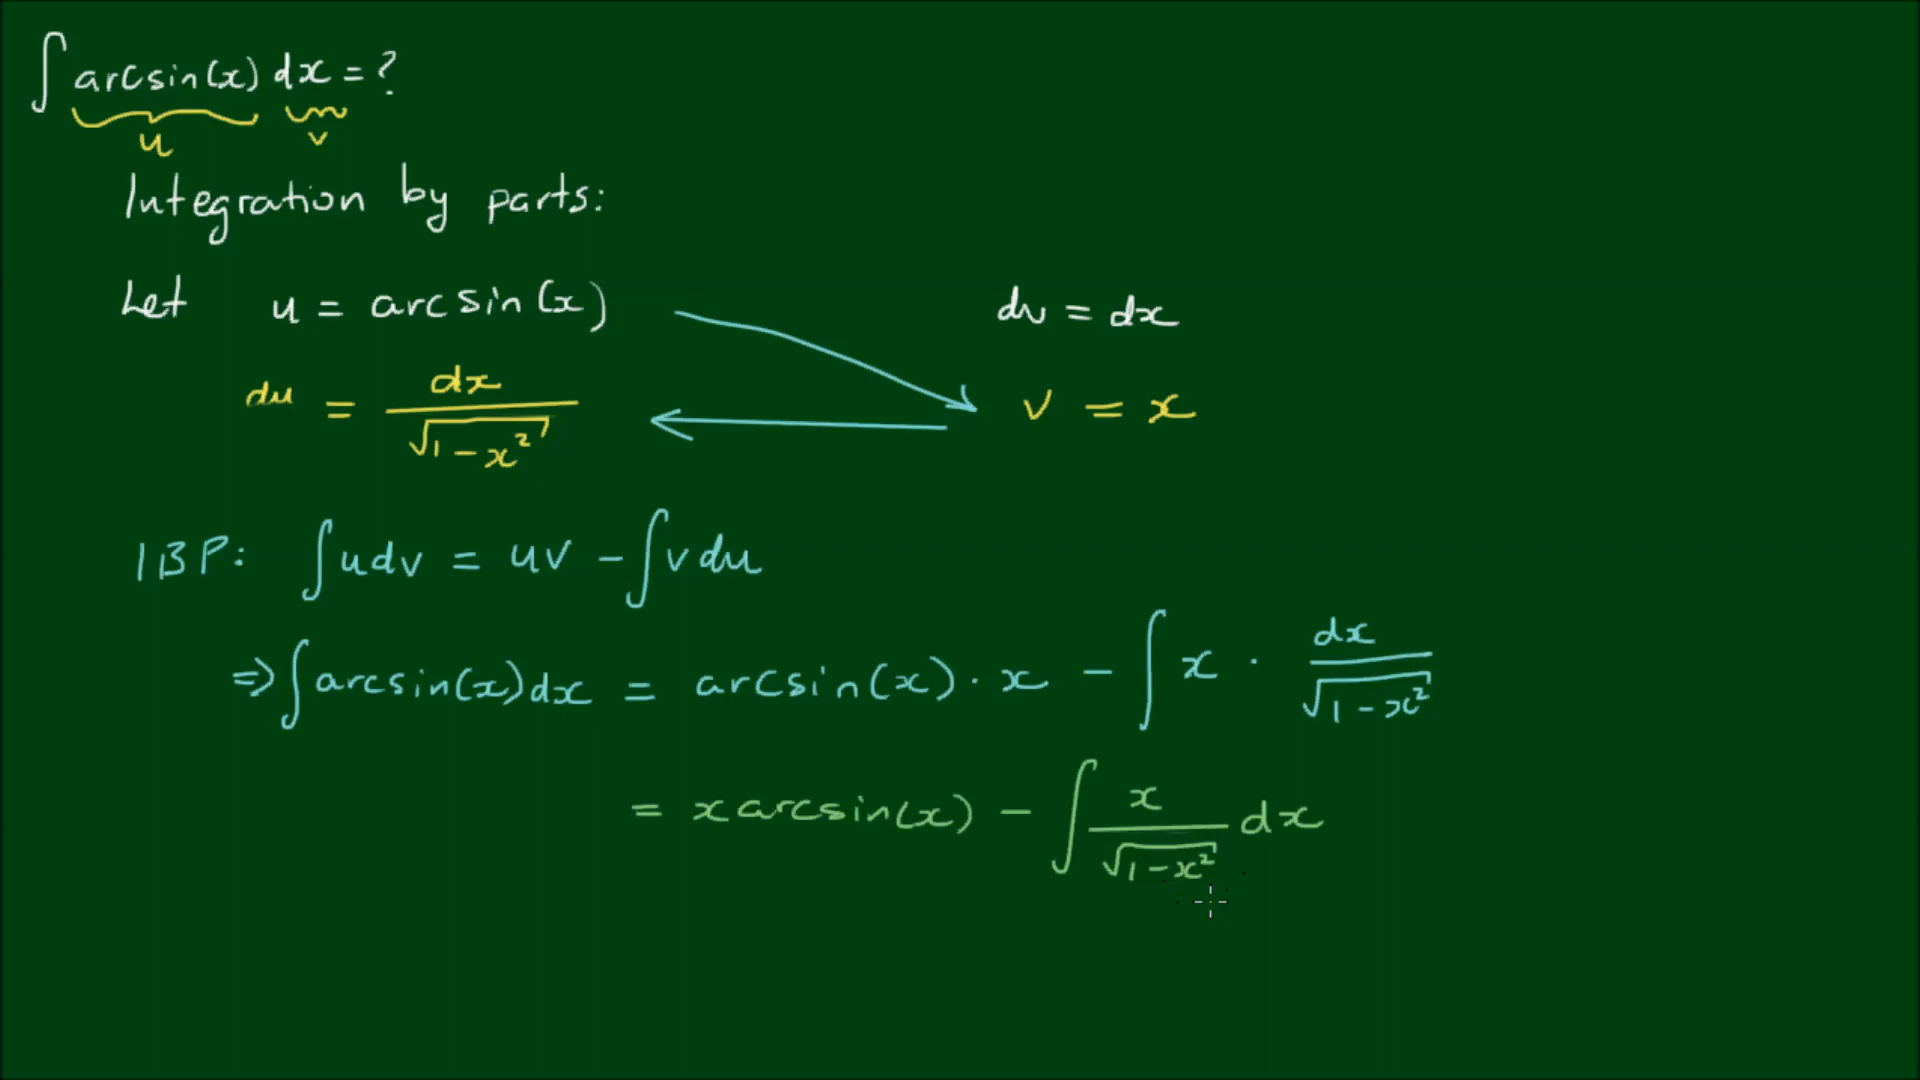 ∫ arcsin(x) dx = ?
u v
Integration by parts:
Let u = arcsin(x) dv = dx
du = dx/√(1-x²) v = x
IBP: ∫ u dv = uv - ∫ v du
⇒ ∫ arcsin(x) dx = arcsin(x) · x - ∫ x · dx/√(1-x²)
= x arcsin(x) - ∫ x/√(1-x²) dx